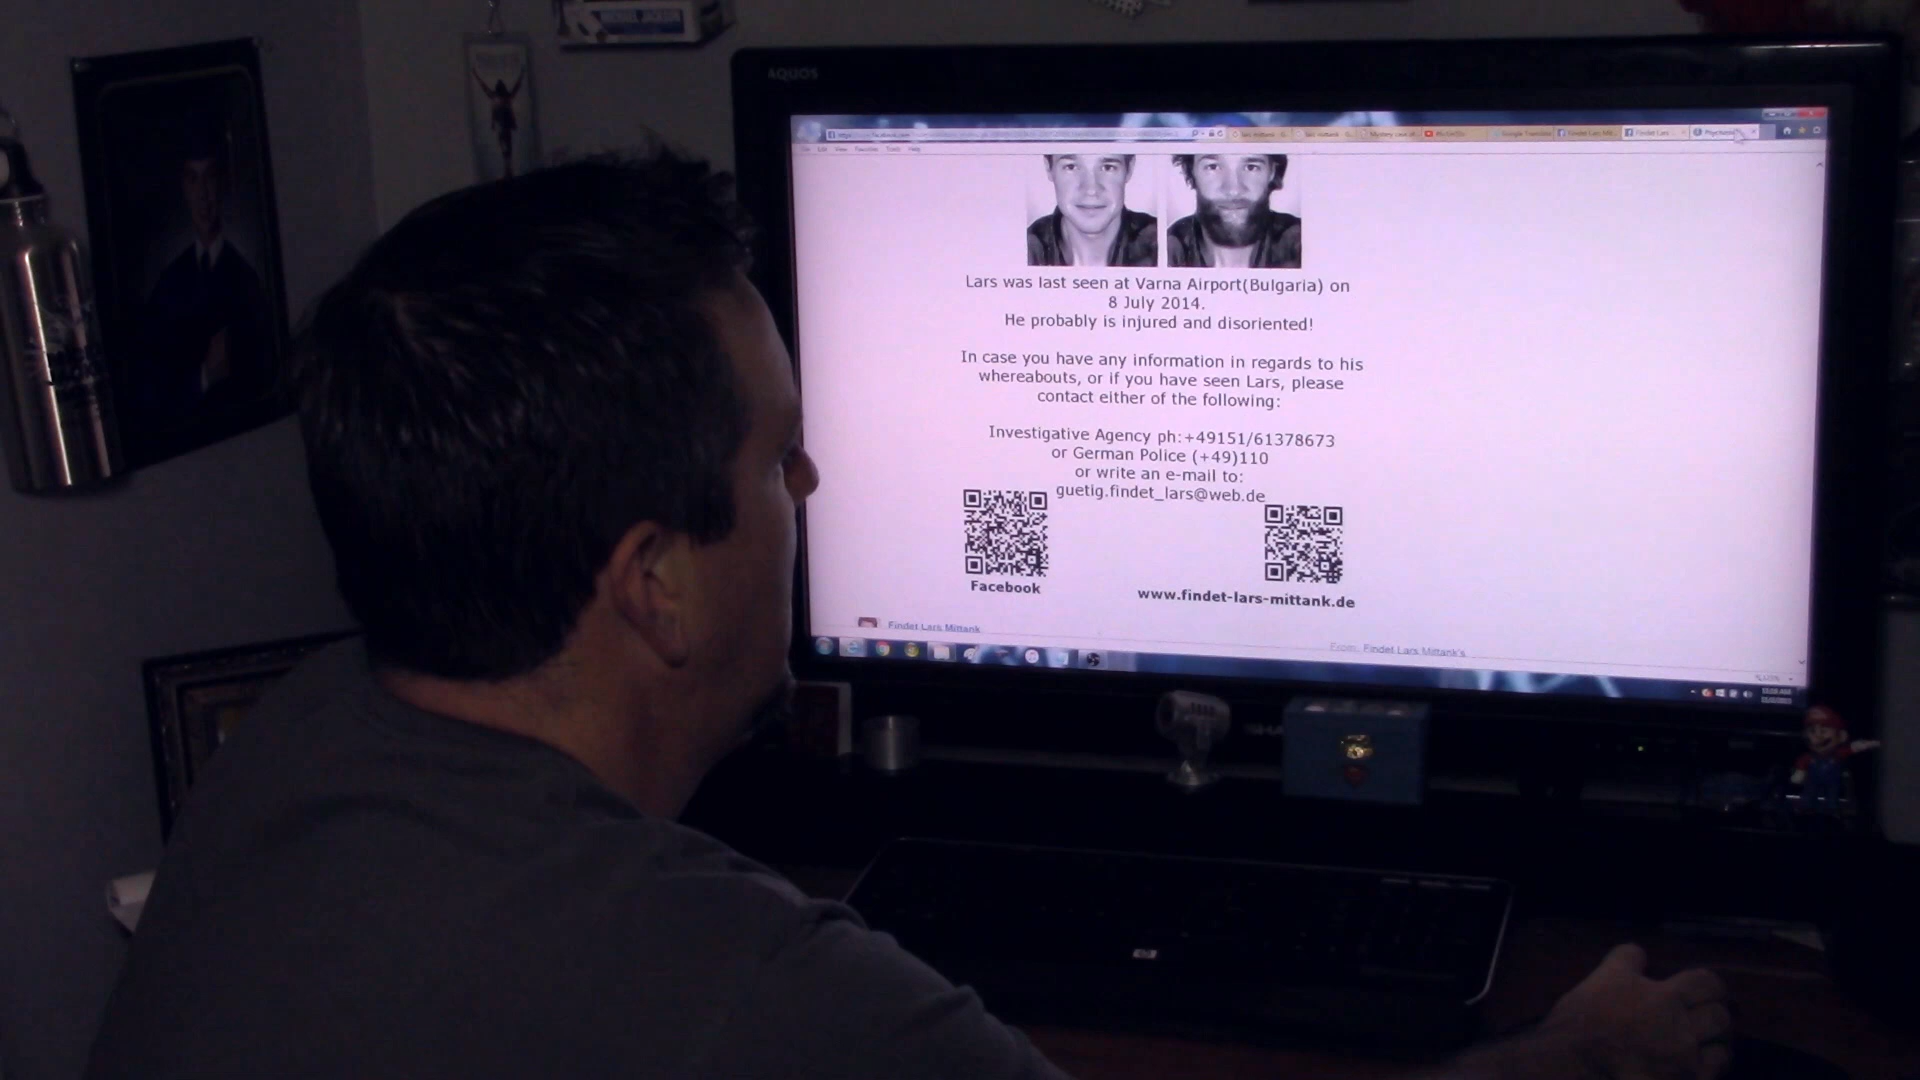 MICHAEL JACKSON
AQUOS
Lars was last seen at Varna Airport(Bulgaria) on
8 July 2014.
He probably is injured and disoriented!
In case you have any information in regards to his
whereabouts, or if you have seen Lars, please
contact either of the following:
Investigative Agency ph:+49151/61378673
or German Police (+49)110
or write an e-mail to:
guetig.findet_lars@web.de
Facebook
www.findet-lars-mittank.de
Findet Lars Mittank
From: Findet Lars Mittank's
hp